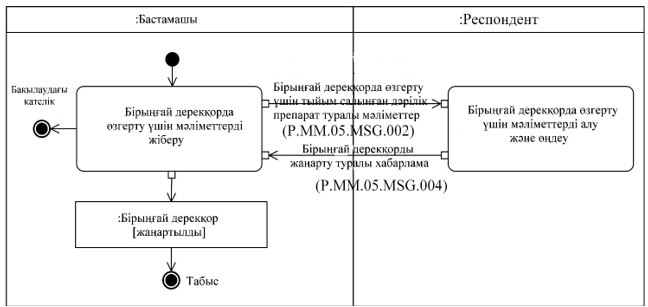 :Бастамашы
:Респондент
Бақылаудағы
кателік
Бірыңғай дерекқорда
өзгерту үшін мәліметтерді
жіберу
Бірыңғай дерекқорда өзгерту
үшін тыйым салынған дәрілік
препарат туралы мәліметтер
(P.MM.05.MSG.002)
Бірыңғай дерекқорды
жаңарту туралы хабарлама
(P.MM.05.MSG.004)
Бірыңғай дерекқорда өзгерту
үшін мәліметтерді алу
және өңдеу
:Бірыңғай дерекқор
[жаңартылды]
Табыс